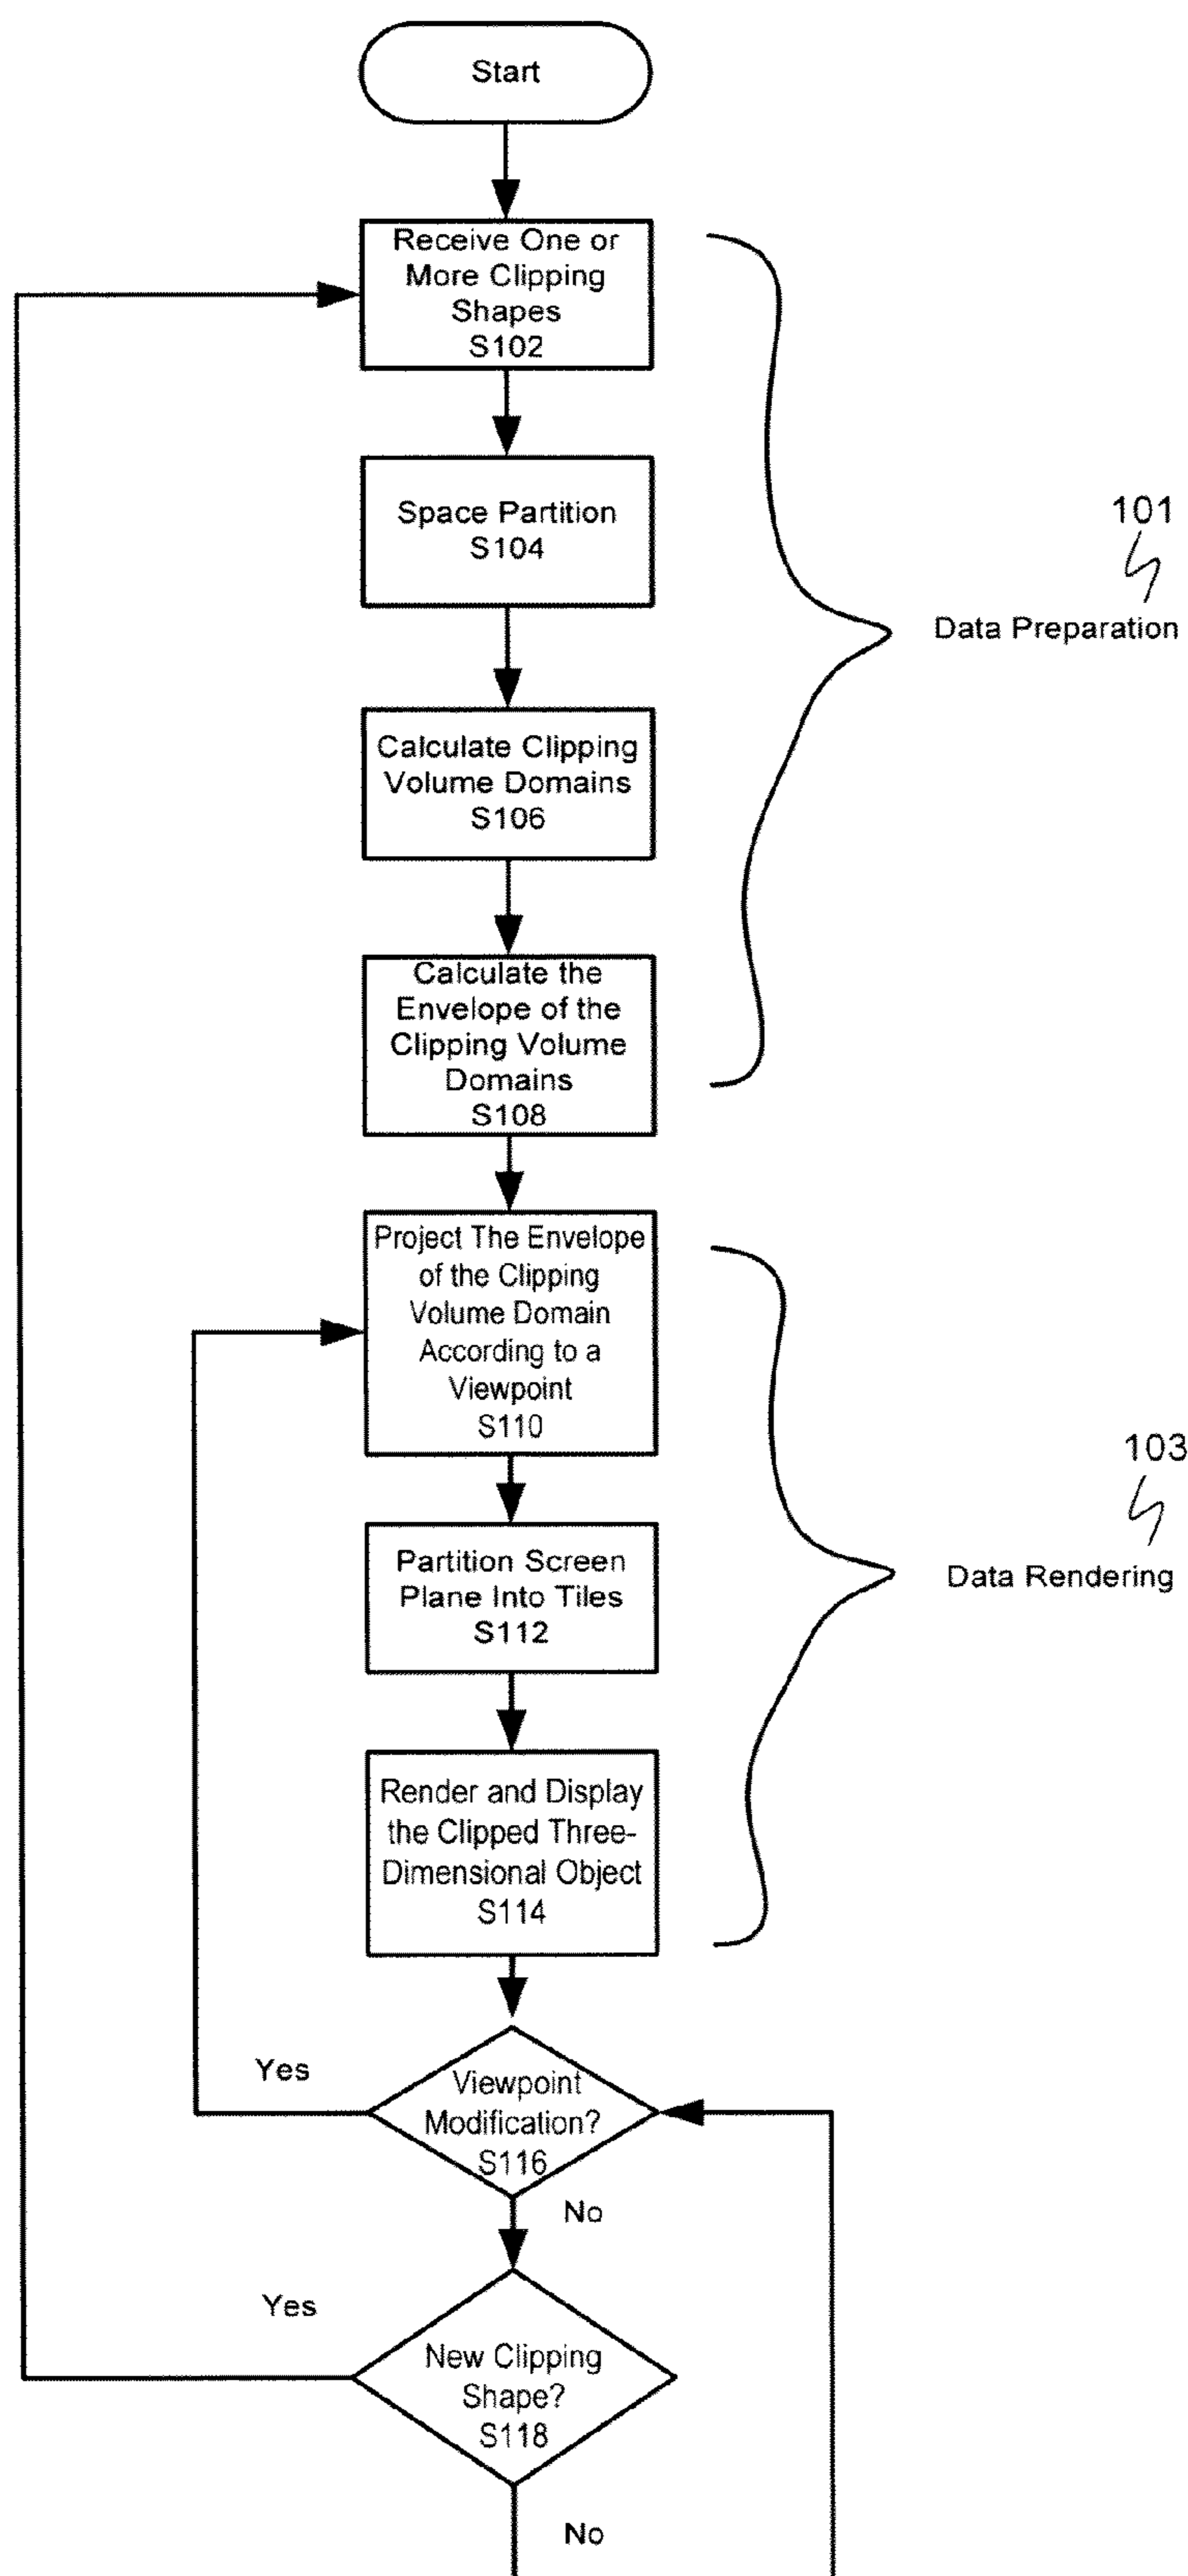 Start
Receive One or
More Clipping
Shapes
S102
Space Partition
S104
101
Data Preparation
Calculate Clipping
Volume Domains
S106
Calculate the
Envelope of the
Clipping Volume
Domains
S108
Project The Envelope
of the Clipping
Volume Domain
According to a
Viewpoint
S110
103
Data Rendering
Partition Screen
Plane Into Tiles
S112
Render and Display
the Clipped Three-
Dimensional Object
S114
Yes
Viewpoint
Modification?
S116
No
Yes
New Clipping
Shape?
S118
No